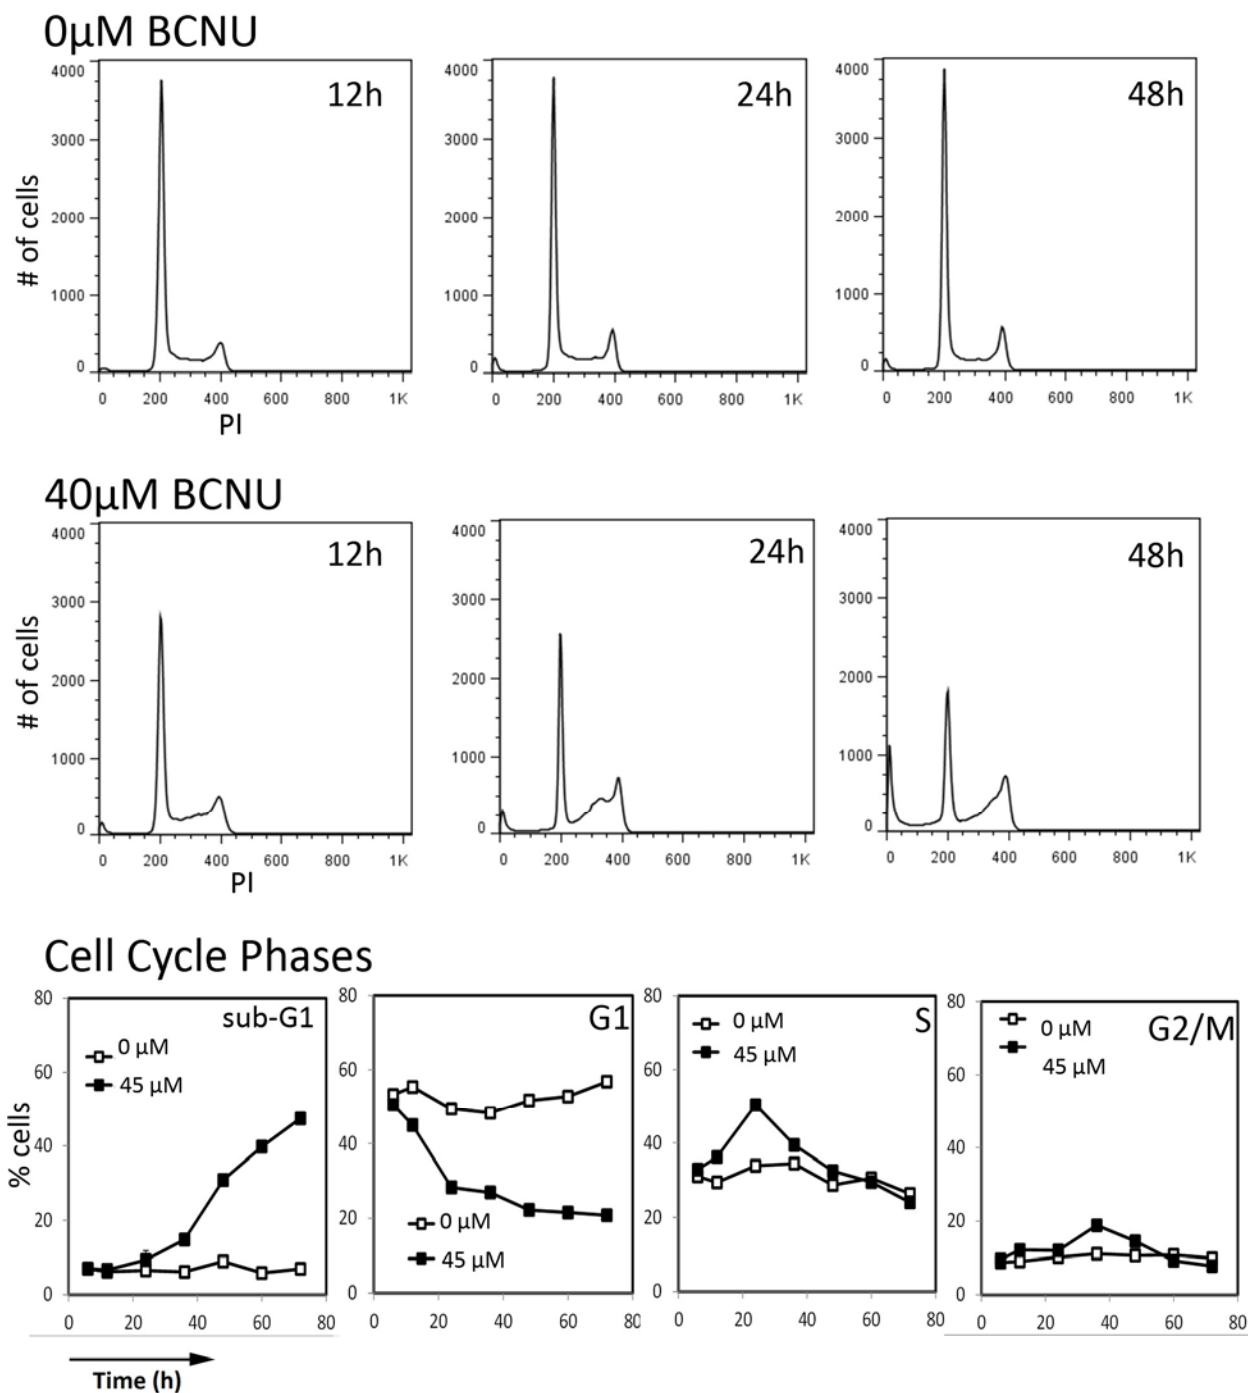 0µM BCNU
4000 3000 2000 1000 0
# of cells
12h
0 200 400 600 800 1K
PI
4000 3000 2000 1000 0
24h
0 200 400 600 800 1K
4000 3000 2000 1000 0
48h
0 200 400 600 800 1K
40µM BCNU
4000 3000 2000 1000 0
# of cells
12h
0 200 400 600 800 1K
PI
4000 3000 2000 1000 0
24h
0 200 400 600 800 1K
4000 3000 2000 1000 0
48h
0 200 400 600 800 1K
Cell Cycle Phases
% cells
80 60 40 20 0
sub-G1
0 µM
45 µM
0 20 40 60 80
80 60 40 20 0
G1
0 µM
45 µM
0 20 40 60 80
80 60 40 20 0
S
0 µM
45 µM
0 20 40 60 80
80 60 40 20 0
G2/M
0 µM
45 µM
0 20 40 60 80
Time (h)